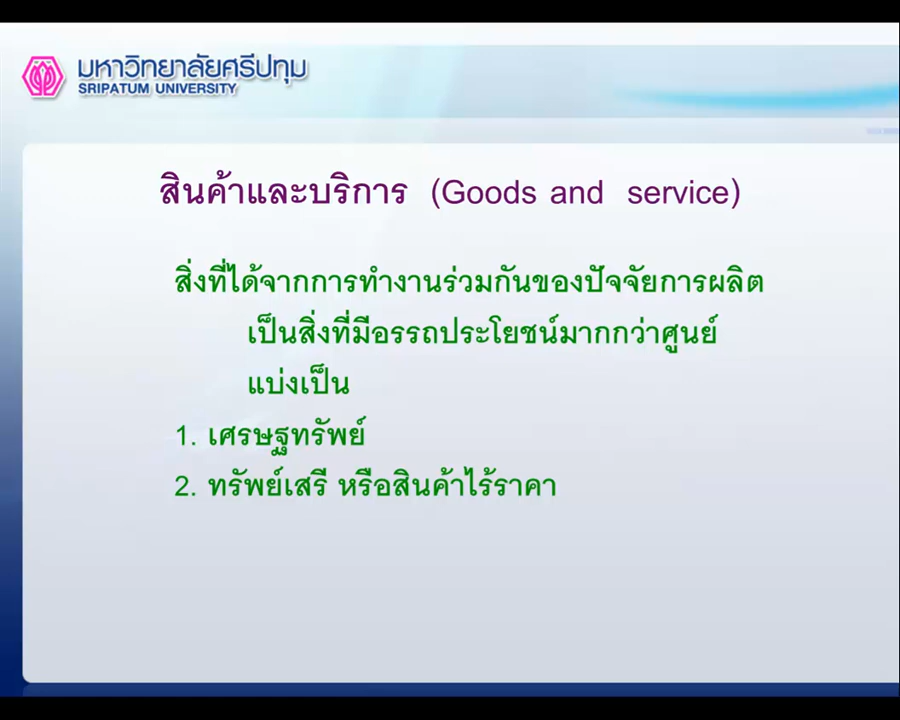 มหาวิทยาลัยศรีปทุม
SRIPATUM UNIVERSITY
สินค้าและบริการ (Goods and service)
สิ่งที่ได้จากการทำงานร่วมกันของปัจจัยการผลิต
เป็นสิ่งที่มีอรรถประโยชน์มากกว่าศูนย์
แบ่งเป็น
1. เศรษฐทรัพย์
2. ทรัพย์เสรี หรือสินค้าไร้ราคา